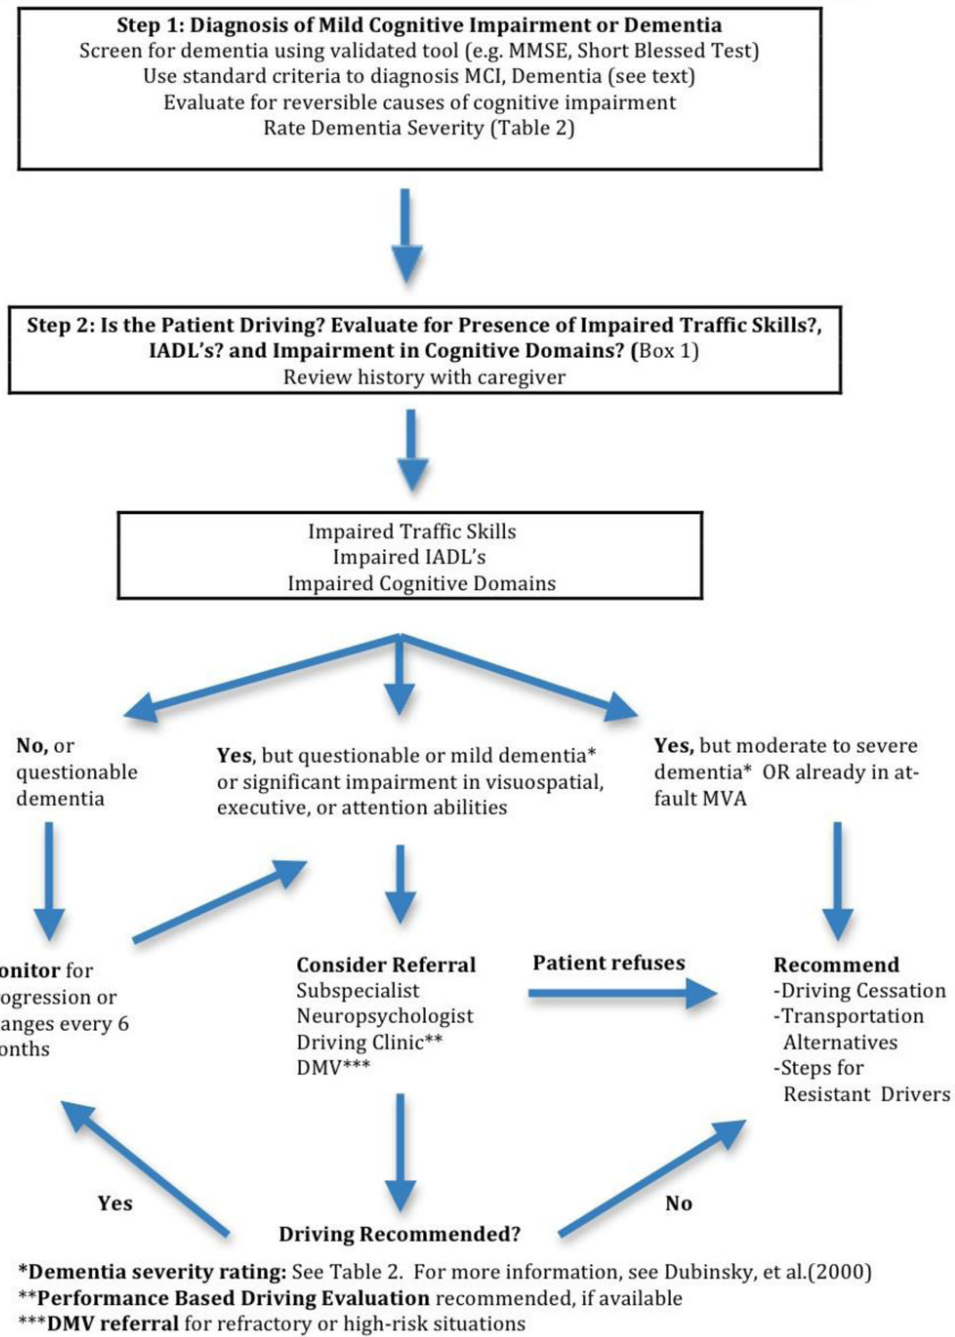 Step 1: Diagnosis of Mild Cognitive Impairment or Dementia
Screen for dementia using validated tool (e.g. MMSE, Short Blessed Test)
Use standard criteria to diagnosis MCI, Dementia (see text)
Evaluate for reversible causes of cognitive impairment
Rate Dementia Severity (Table 2)
Step 2: Is the Patient Driving? Evaluate for Presence of Impaired Traffic Skills?,
IADL's? and Impairment in Cognitive Domains? (Box 1)
Review history with caregiver
Impaired Traffic Skills
Impaired IADL's
Impaired Cognitive Domains
No, or
questionable
dementia
Yes, but questionable or mild dementia*
or significant impairment in visuospatial,
executive, or attention abilities
Yes, but moderate to severe
dementia* OR already in at-
fault MVA
onitor for
ogression or
anges every 6
onths
Consider Referral
Subspecialist
Neuropsychologist
Driving Clinic**
DMV***
Patient refuses
Recommend
-Driving Cessation
-Transportation
Alternatives
-Steps for
Resistant Drivers
Yes
No
Driving Recommended?
*Dementia severity rating: See Table 2. For more information, see Dubinsky, et al.(2000)
**Performance Based Driving Evaluation recommended, if available
***DMV referral for refractory or high-risk situations